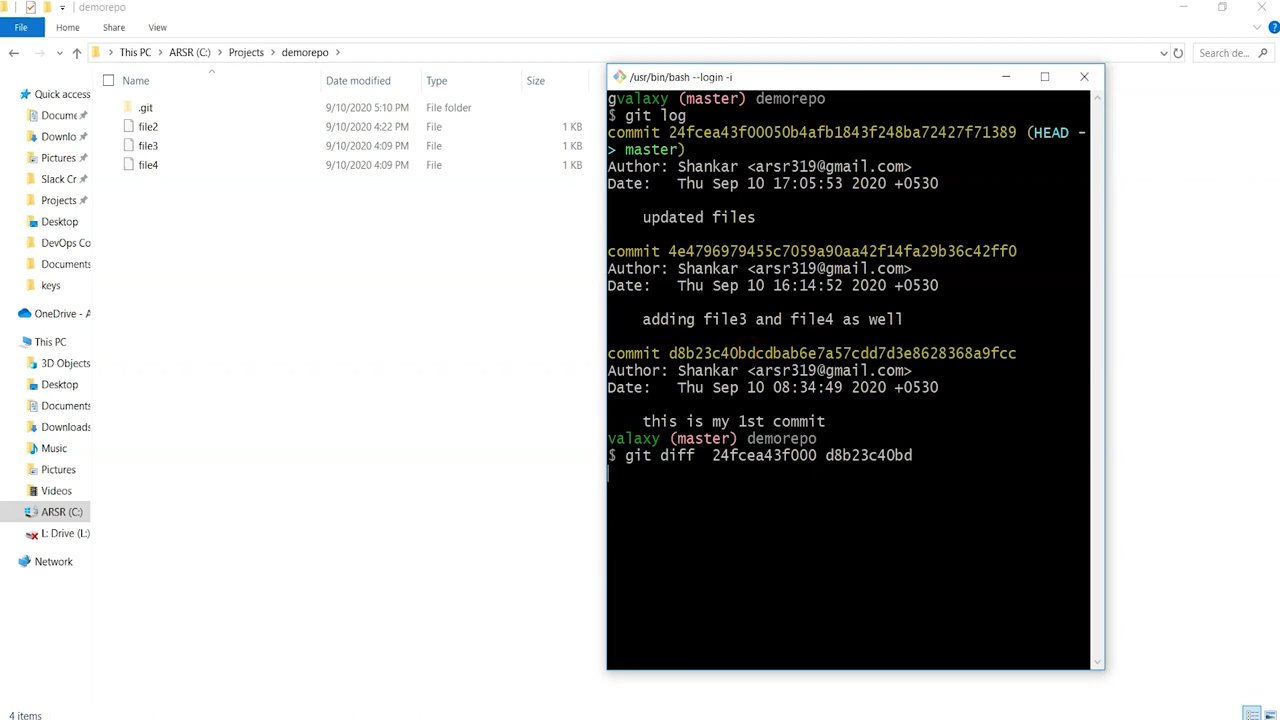 demorepo
File
Home
Share
View
This PC
ARSR (C:)
Projects
demorepo
Search de...
Name
Date modified
Type
Size
.git
9/10/2020 5:10 PM
File folder
file2
9/10/2020 4:22 PM
File
1 KB
file3
9/10/2020 4:09 PM
File
1 KB
file4
9/10/2020 4:09 PM
File
1 KB
Quick access
Docume
Downlo
Pictures
Slack Cr
Projects
Desktop
DevOps Co
Documents
keys
OneDrive - A
This PC
3D Objects
Desktop
Documents
Downloads
Music
Pictures
Videos
ARSR (C:)
L: Drive (L:)
Network
4 items
/usr/bin/bash --login -i
gvalaxy (master) demorepo
$ git log
commit 24fcea43f00050b4afb1843f248ba72427f71389 (HEAD -
> master)
Author: Shankar <arsr319@gmail.com>
Date:   Thu Sep 10 17:05:53 2020 +0530
updated files
commit 4e4796979455c7059a90aa42f14fa29b36c42ff0
Author: Shankar <arsr319@gmail.com>
Date:   Thu Sep 10 16:14:52 2020 +0530
adding file3 and file4 as well
commit d8b23c40bdcdbab6e7a57cdd7d3e8628368a9fcc
Author: Shankar <arsr319@gmail.com>
Date:   Thu Sep 10 08:34:49 2020 +0530
this is my 1st commit
valaxy (master) demorepo
$ git diff  24fcea43f000 d8b23c40bd